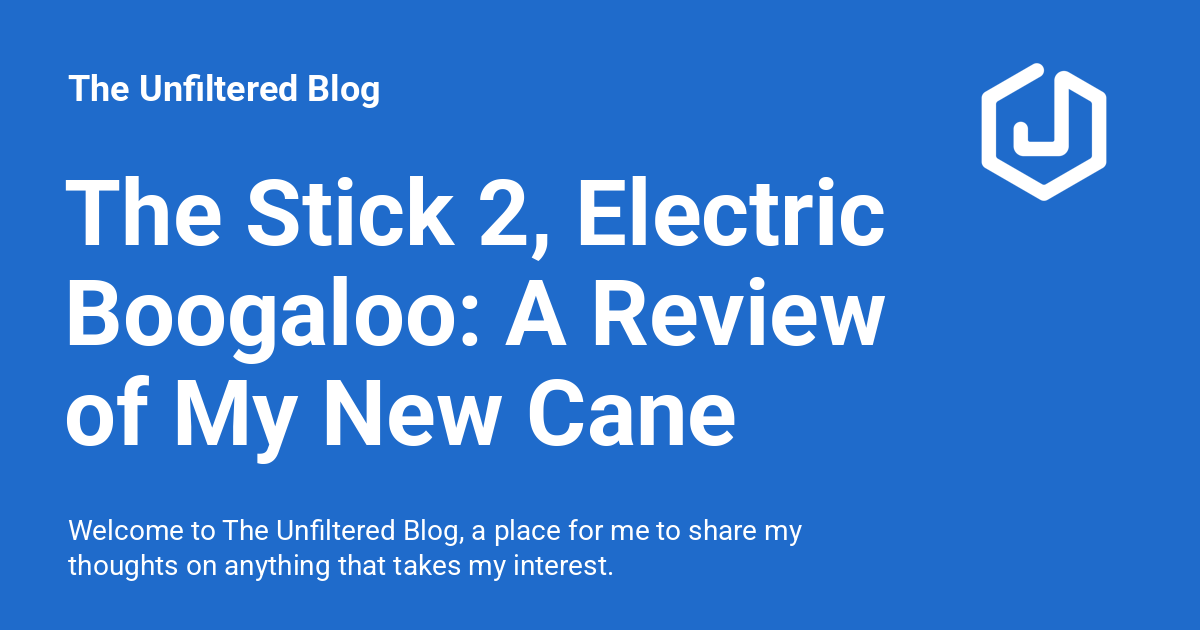 The Unfiltered Blog
The Stick 2, Electric
Boogaloo: A Review
of My New Cane
Welcome to The Unfiltered Blog, a place for me to share my
thoughts on anything that takes my interest.